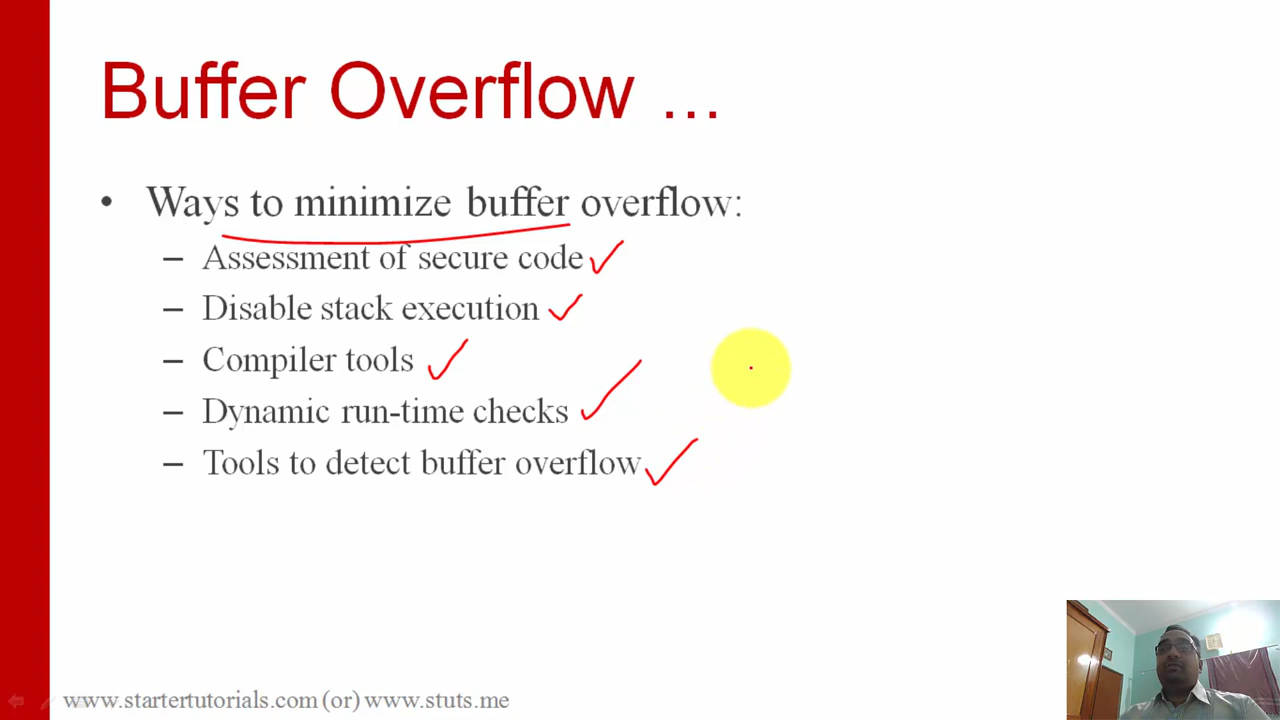 Buffer Overflow ...
• Ways to minimize buffer overflow:
– Assessment of secure code
– Disable stack execution
– Compiler tools
– Dynamic run-time checks
– Tools to detect buffer overflow
www.startertutorials.com (or) www.stuts.me